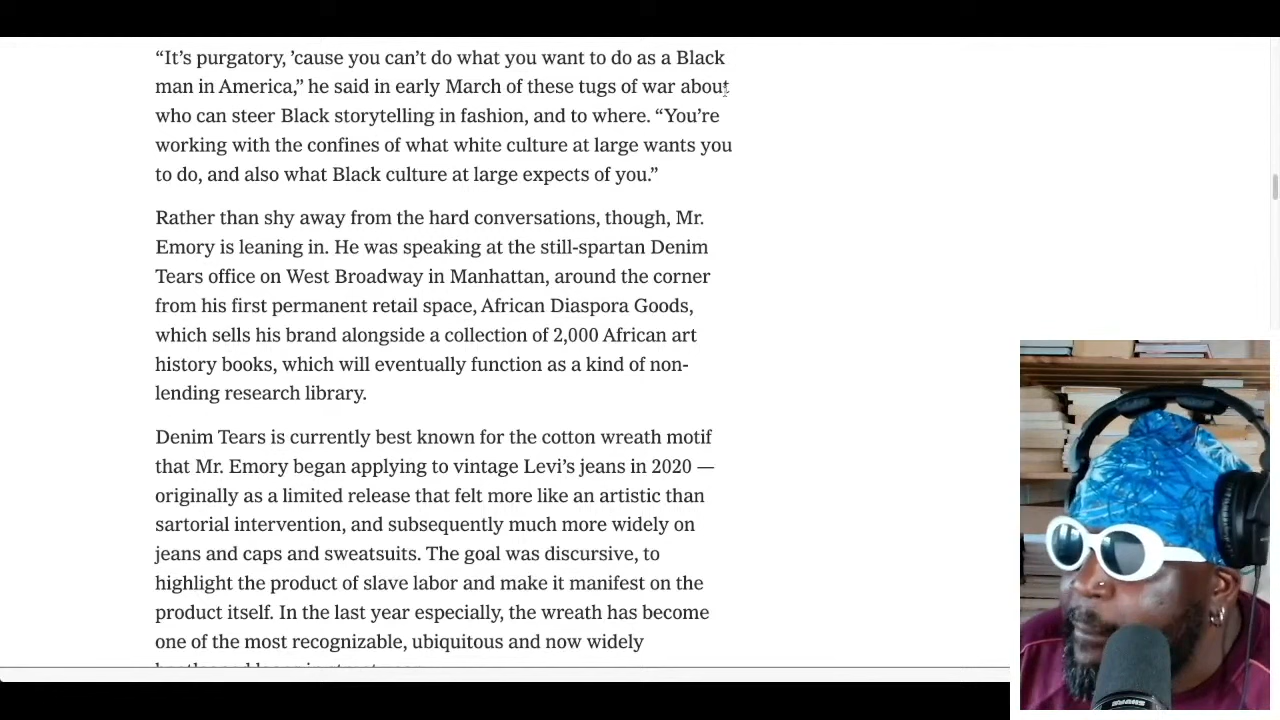 “It’s purgatory, ’cause you can’t do what you want to do as a Black
man in America,” he said in early March of these tugs of war about
who can steer Black storytelling in fashion, and to where. “You’re
working with the confines of what white culture at large wants you
to do, and also what Black culture at large expects of you.”
Rather than shy away from the hard conversations, though, Mr.
Emory is leaning in. He was speaking at the still-spartan Denim
Tears office on West Broadway in Manhattan, around the corner
from his first permanent retail space, African Diaspora Goods,
which sells his brand alongside a collection of 2,000 African art
history books, which will eventually function as a kind of non-
lending research library.
Denim Tears is currently best known for the cotton wreath motif
that Mr. Emory began applying to vintage Levi’s jeans in 2020 —
originally as a limited release that felt more like an artistic than
sartorial intervention, and subsequently much more widely on
jeans and caps and sweatsuits. The goal was discursive, to
highlight the product of slave labor and make it manifest on the
product itself. In the last year especially, the wreath has become
one of the most recognizable, ubiquitous and now widely
SHURE